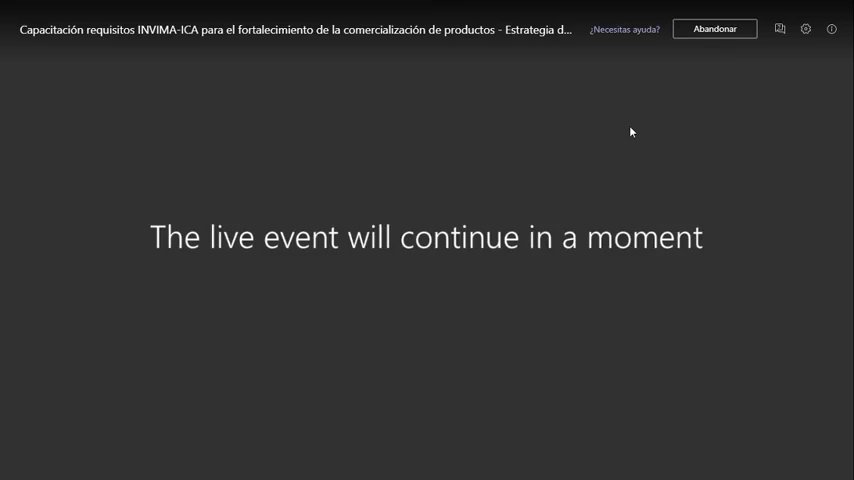 Capacitación requisitos INVIMA-ICA para el fortalecimiento de la comercialización de productos - Estrategia d... ¿Necesitas ayuda? Abandonar
The live event will continue in a moment